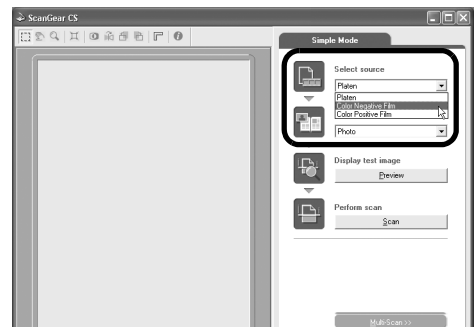 ScanGear CS
Simple Mode
Select source
Platen
Platen
Color Negative Film
Color Positive Film
Photo
Display test image
Preview
Perform scan
Scan
Multi-Scan >>